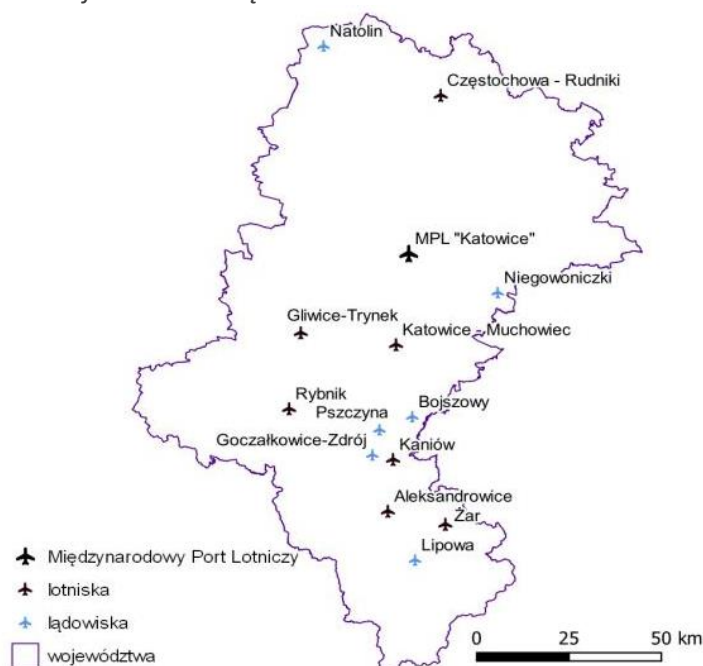 Natolin
Częstochowa - Rudniki
MPL "Katowice"
Niegowoniczki
Gliwice-Trynek
Katowice - Muchowiec
Rybnik
Bojszowy
Pszczyna
Goczałkowice-Zdrój
Kaniów
Aleksandrowice
Żar
Lipowa
Międzynarodowy Port Lotniczy
lotniska
lądowiska
województwa
0 25 50 km